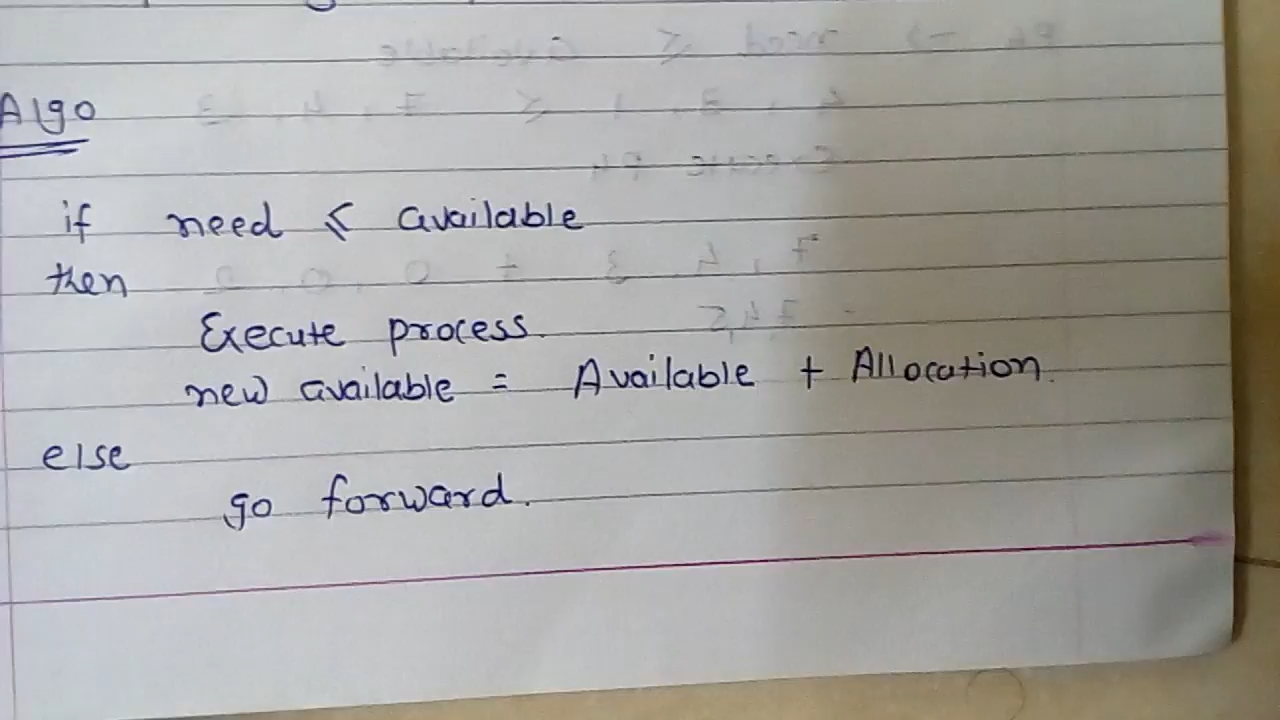 Algo
if need ≤ available
then
Execute process.
new available = Available + Allocation.
else
go forward.